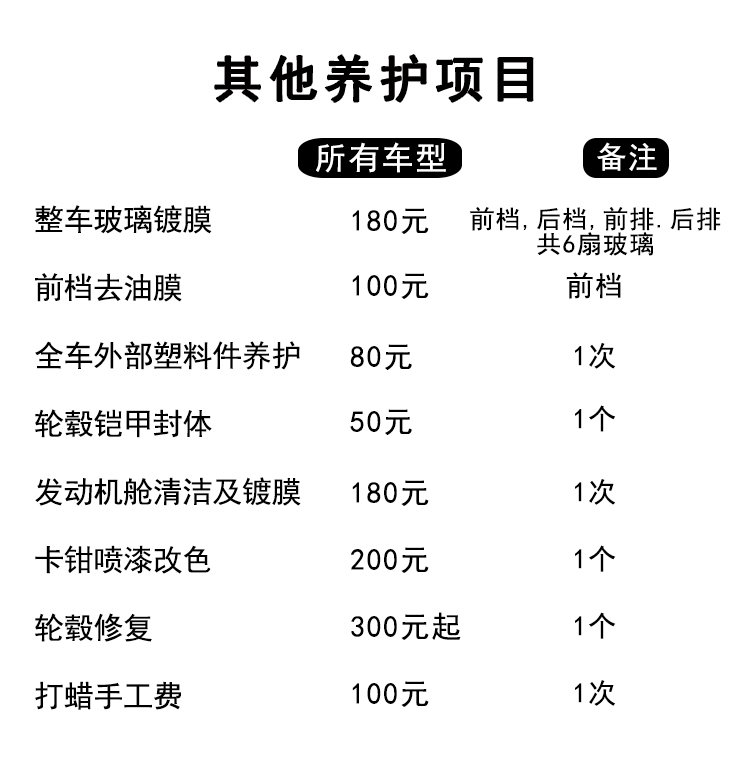 其他养护项目
所有车型 备注
整车玻璃镀膜 180元 前档,后档,前排.后排
共6扇玻璃
前档去油膜 100元 前档
全车外部塑料件养护 80元 1次
轮毂铠甲封体 50元 1个
发动机舱清洁及镀膜 180元 1次
卡钳喷漆改色 200元 1个
轮毂修复 300元起 1个
打蜡手工费 100元 1次